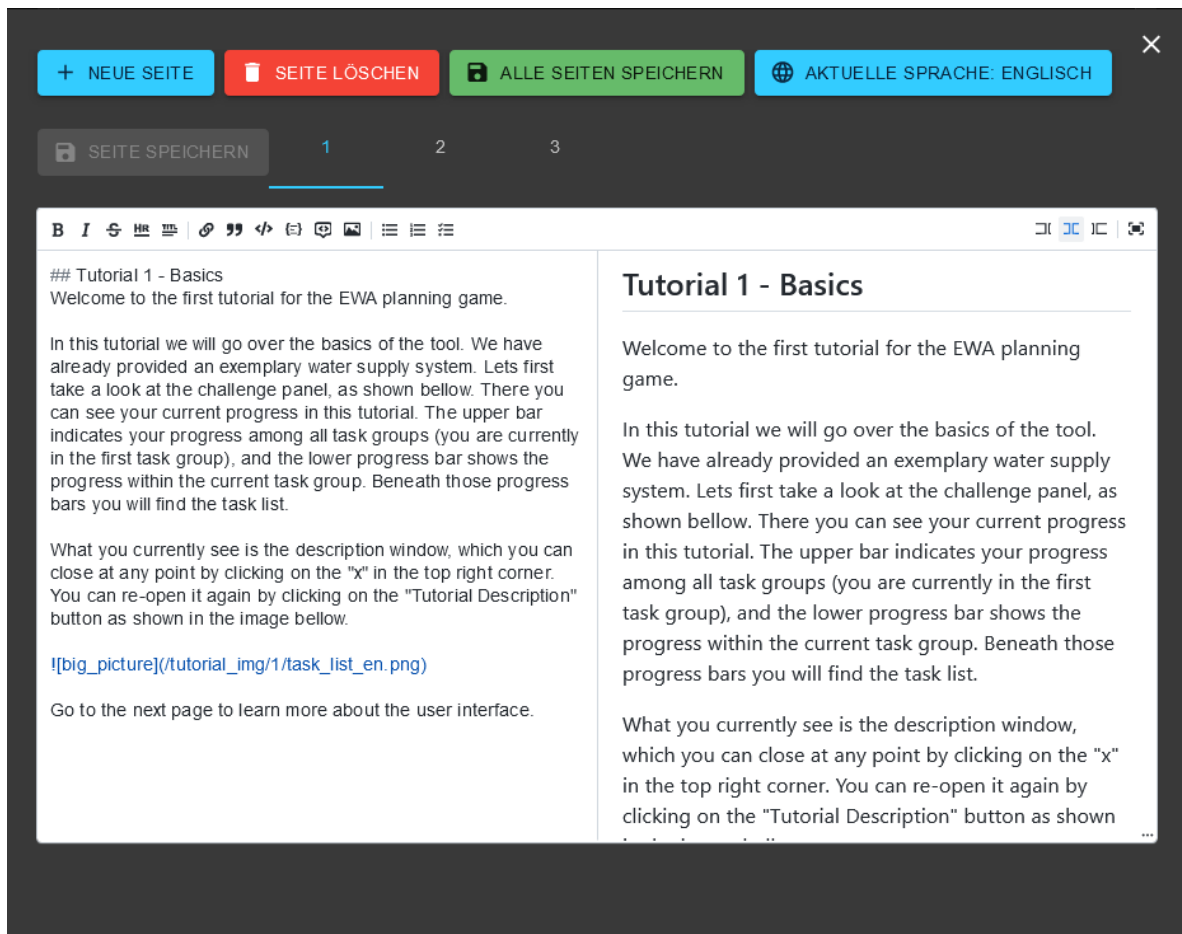 NEUE SEITE
SEITE LÖSCHEN
ALLE SEITEN SPEICHERN
AKTUELLE SPRACHE: ENGLISCH
SEITE SPEICHERN
1
2
3
B I S HR TITL
## Tutorial 1 - Basics
Welcome to the first tutorial for the EWA planning game.
In this tutorial we will go over the basics of the tool. We have
already provided an exemplary water supply system. Lets first
take a look at the challenge panel, as shown bellow. There you
can see your current progress in this tutorial. The upper bar
indicates your progress among all task groups (you are currently
in the first task group), and the lower progress bar shows the
progress within the current task group. Beneath those progress
bars you will find the task list.
What you currently see is the description window, which you can
close at any point by clicking on the "x" in the top right corner.
You can re-open it again by clicking on the "Tutorial Description"
button as shown in the image bellow.
![big_picture](/tutorial_img/1/task_list_en.png)
Go to the next page to learn more about the user interface.
Tutorial 1 - Basics
Welcome to the first tutorial for the EWA planning
game.
In this tutorial we will go over the basics of the tool.
We have already provided an exemplary water supply
system. Lets first take a look at the challenge panel, as
shown bellow. There you can see your current progress
in this tutorial. The upper bar indicates your progress
among all task groups (you are currently in the first
task group), and the lower progress bar shows the
progress within the current task group. Beneath those
progress bars you will find the task list.
What you currently see is the description window,
which you can close at any point by clicking on the "x"
in the top right corner. You can re-open it again by
clicking on the "Tutorial Description" button as shown